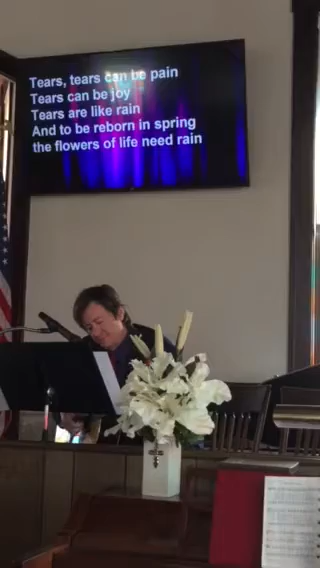 Tears, tears can be pain
Tears can be joy
Tears are like rain
And to be reborn in spring
the flowers of life need rain